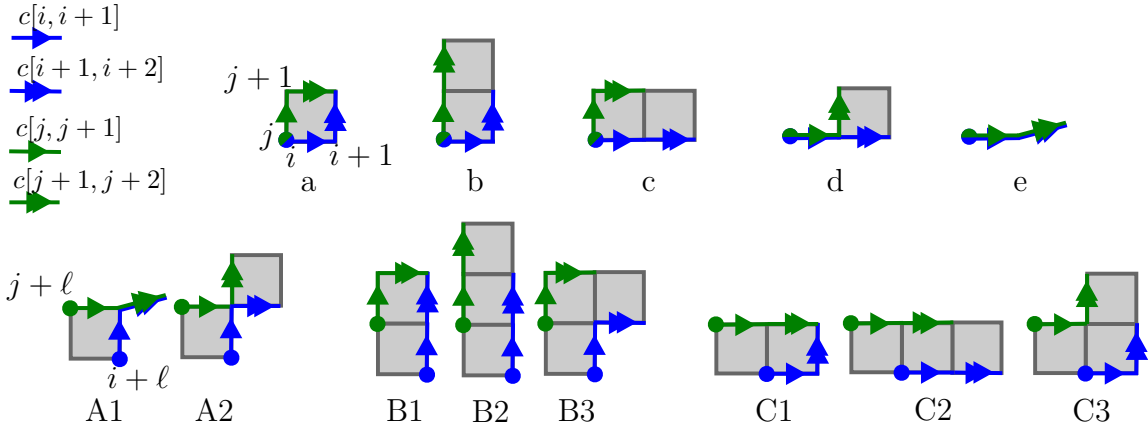 c[i, i+1]
c[i+1, i+2]
c[j, j+1]
c[j+1, j+2]
j+1
j
i
i+1
a
b
c
d
e
j+ℓ
i+ℓ
A1
A2
B1
B2
B3
C1
C2
C3